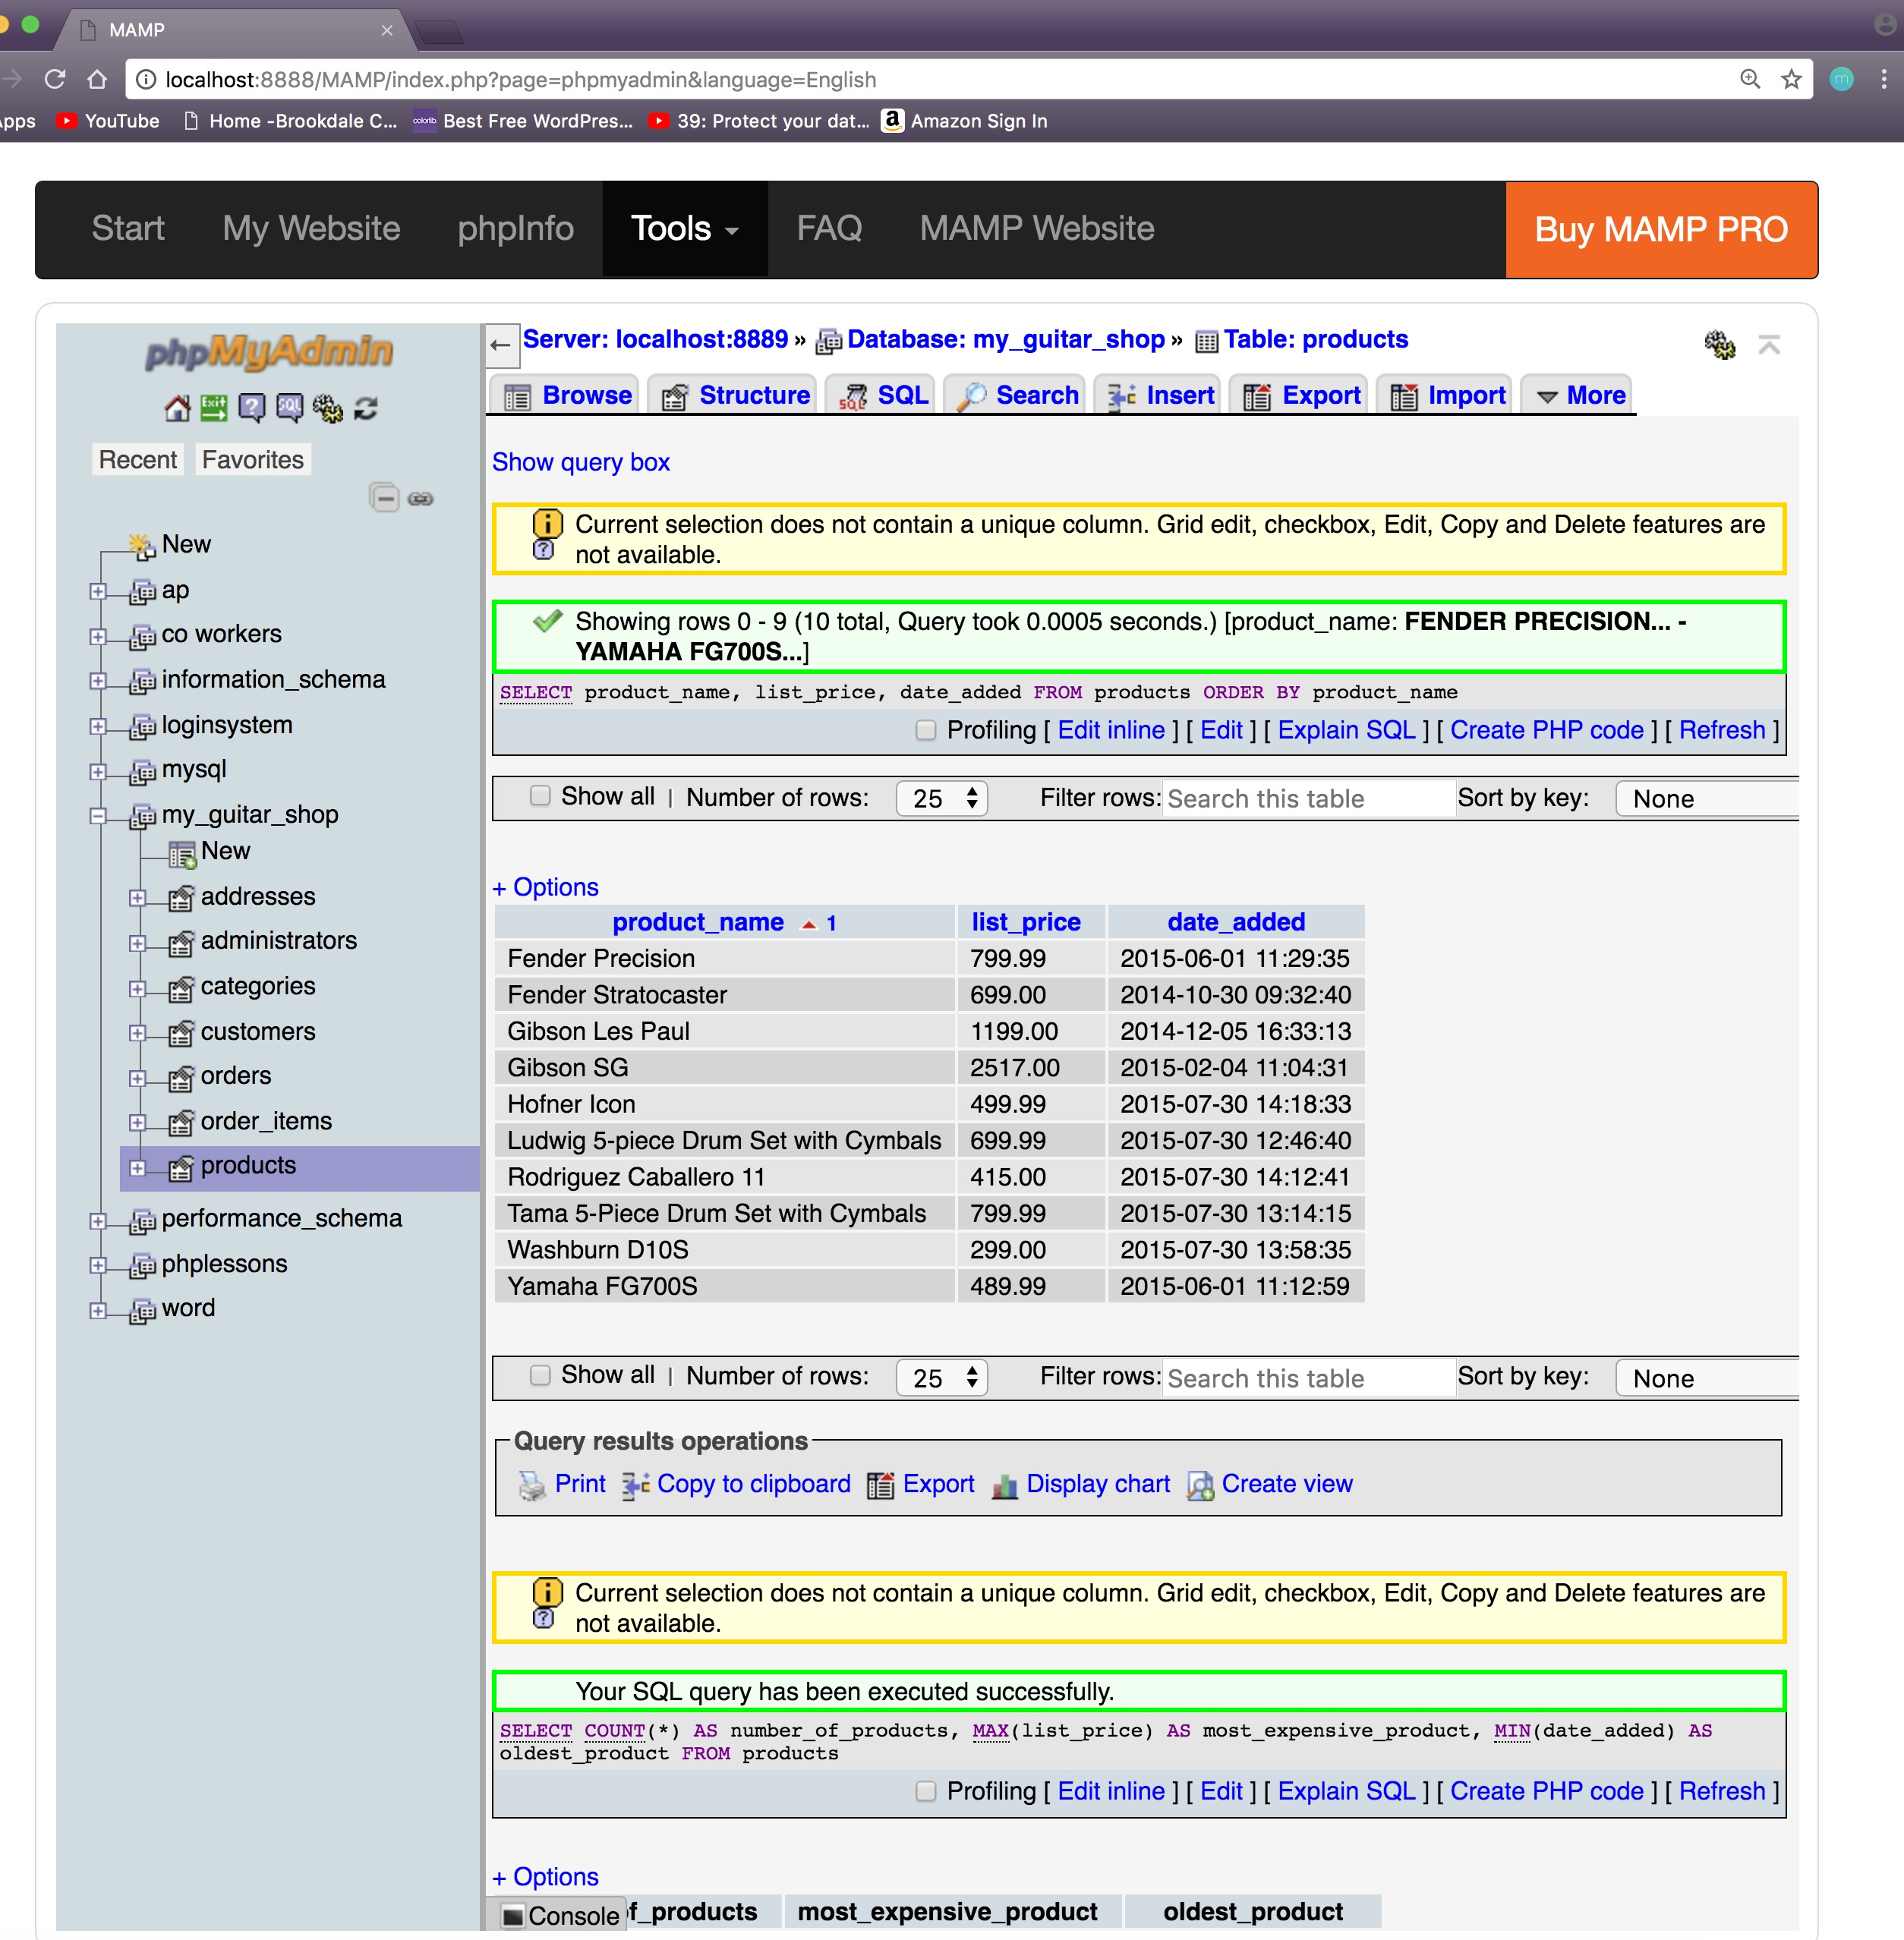 MAMP
localhost:8888/MAMP/index.php?page=phpmyadmin&language=English
YouTube Home -Brookdale C... Best Free WordPres... 39: Protect your dat... Amazon Sign In
Start My Website phpInfo Tools FAQ MAMP Website Buy MAMP PRO
phpMyAdmin
Recent Favorites
New
ap
co workers
information_schema
loginsystem
mysql
my_guitar_shop
New
addresses
administrators
categories
customers
orders
order_items
products
performance_schema
phplessons
word
Server: localhost:8889 » Database: my_guitar_shop » Table: products
Browse Structure SQL Search Insert Export Import More
Show query box
Current selection does not contain a unique column. Grid edit, checkbox, Edit, Copy and Delete features are
not available.
Showing rows 0 - 9 (10 total, Query took 0.0005 seconds.) [product_name: FENDER PRECISION... -
YAMAHA FG700S...]
SELECT product_name, list_price, date_added FROM products ORDER BY product_name
Profiling [ Edit inline ] [ Edit ] [ Explain SQL ] [ Create PHP code ] [ Refresh ]
Show all | Number of rows: 25 Filter rows: Search this table Sort by key: None
+ Options
product_name 1 list_price date_added
Fender Precision 799.99 2015-06-01 11:29:35
Fender Stratocaster 699.00 2014-10-30 09:32:40
Gibson Les Paul 1199.00 2014-12-05 16:33:13
Gibson SG 2517.00 2015-02-04 11:04:31
Hofner Icon 499.99 2015-07-30 14:18:33
Ludwig 5-piece Drum Set with Cymbals 699.99 2015-07-30 12:46:40
Rodriguez Caballero 11 415.00 2015-07-30 14:12:41
Tama 5-Piece Drum Set with Cymbals 799.99 2015-07-30 13:14:15
Washburn D10S 299.00 2015-07-30 13:58:35
Yamaha FG700S 489.99 2015-06-01 11:12:59
Show all | Number of rows: 25 Filter rows: Search this table Sort by key: None
Query results operations
Print Copy to clipboard Export Display chart Create view
Current selection does not contain a unique column. Grid edit, checkbox, Edit, Copy and Delete features are
not available.
Your SQL query has been executed successfully.
SELECT COUNT(*) AS number_of_products, MAX(list_price) AS most_expensive_product, MIN(date_added) AS
oldest_product FROM products
Profiling [ Edit inline ] [ Edit ] [ Explain SQL ] [ Create PHP code ] [ Refresh ]
+ Options
Console f_products most_expensive_product oldest_product